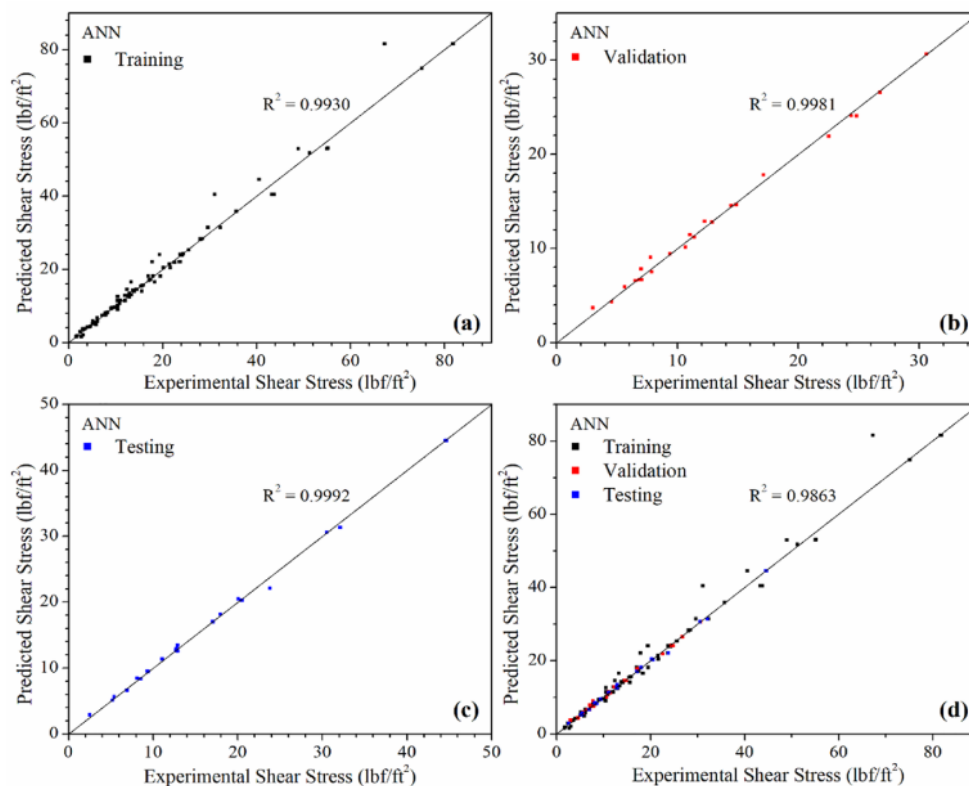 ANN
Training
R² = 0.9930
(a)
80
60
40
20
0
0 20 40 60 80
Predicted Shear Stress (lbf/ft²)
Experimental Shear Stress (lbf/ft²)
ANN
Validation
R² = 0.9981
(b)
30
20
10
0
0 10 20 30
Predicted Shear Stress (lbf/ft²)
Experimental Shear Stress (lbf/ft²)
ANN
Testing
R² = 0.9992
(c)
50
40
30
20
10
0
0 10 20 30 40 50
Predicted Shear Stress (lbf/ft²)
Experimental Shear Stress (lbf/ft²)
ANN
Training
Validation
Testing
R² = 0.9863
(d)
80
60
40
20
0
0 20 40 60 80
Predicted Shear Stress (lbf/ft²)
Experimental Shear Stress (lbf/ft²)